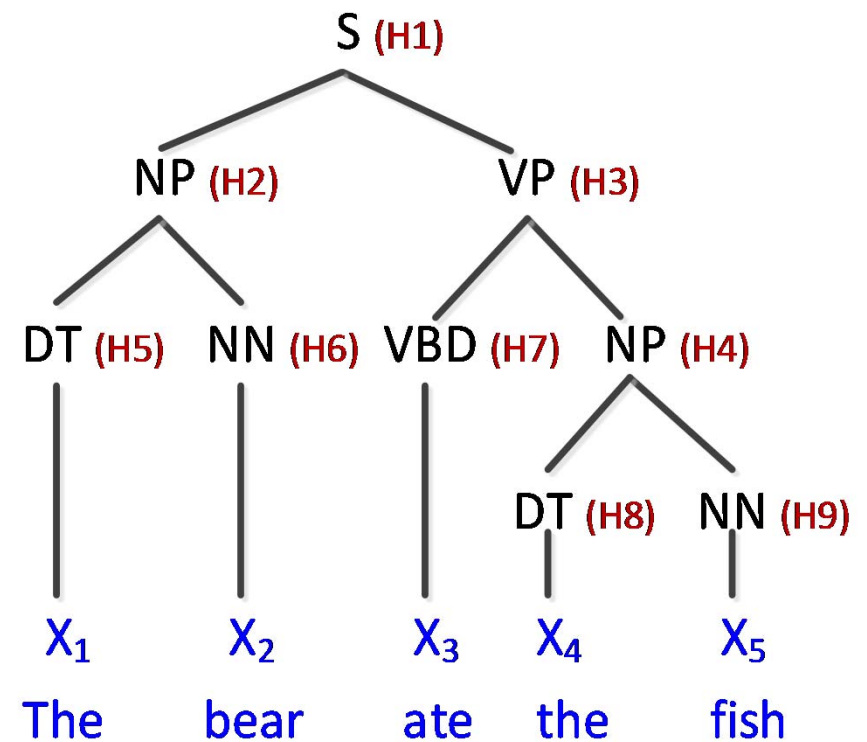 S (H1)
NP (H2) VP (H3)
DT (H5) NN (H6) VBD (H7) NP (H4)
DT (H8) NN (H9)
X₁ X₂ X₃ X₄ X₅
The bear ate the fish